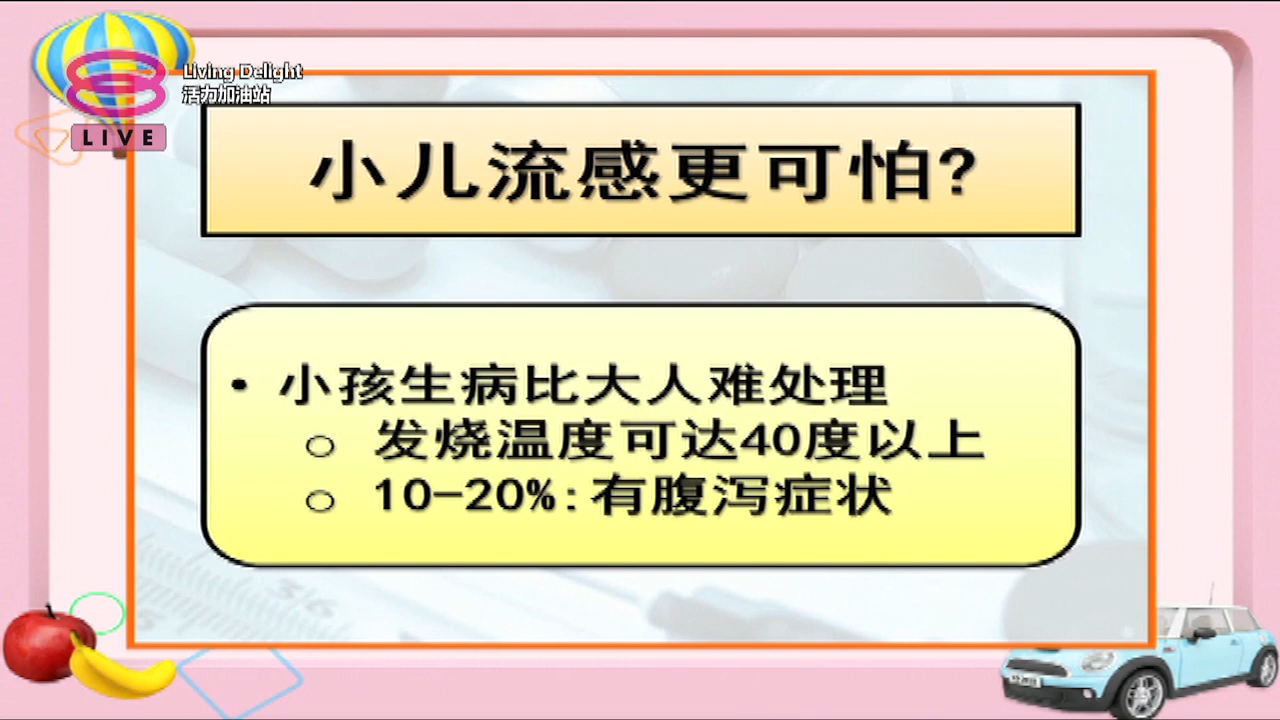 Living Delight
活力加油站
LIVE
小儿流感更可怕?
• 小孩生病比大人难处理
o 发烧温度可达40度以上
o 10-20%:有腹泻症状
36